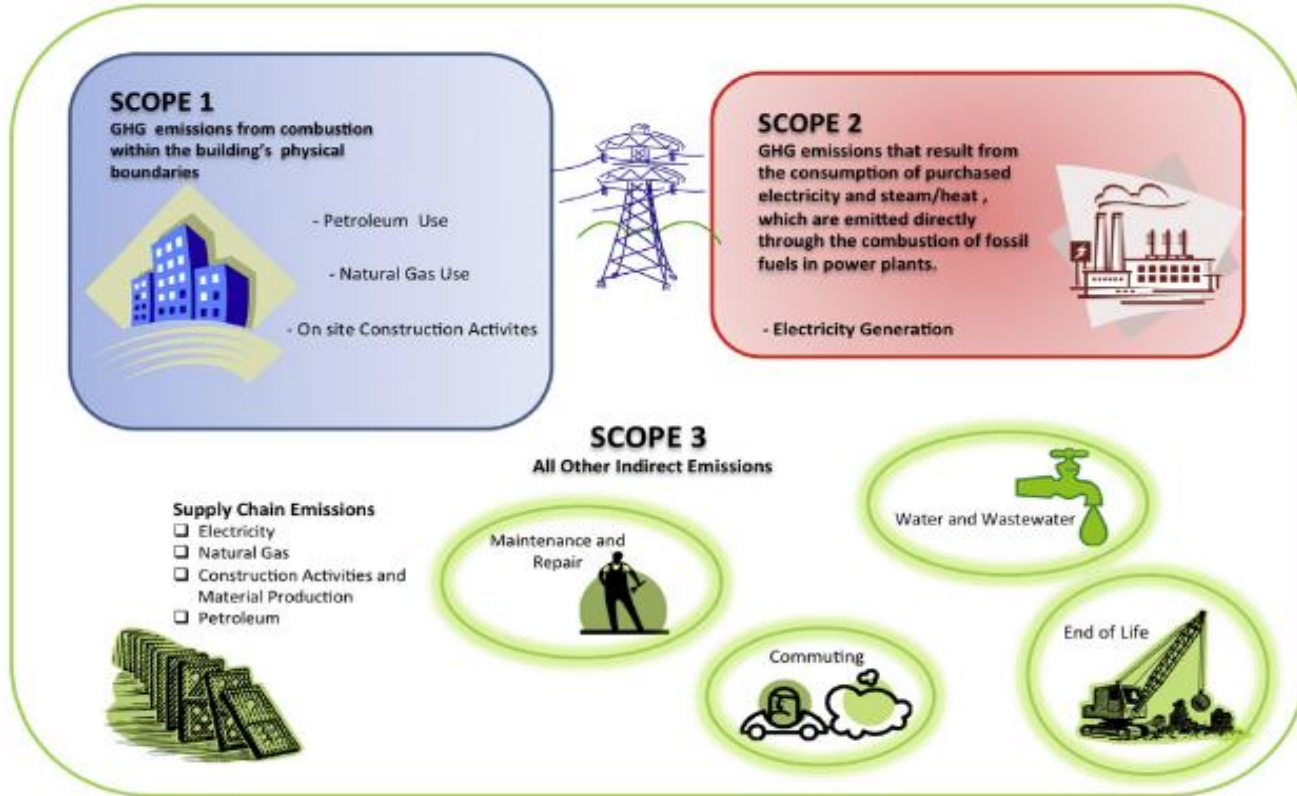 SCOPE 1
GHG emissions from combustion
within the building's physical
boundaries
- Petroleum Use
- Natural Gas Use
- On site Construction Activites
SCOPE 2
GHG emissions that result from
the consumption of purchased
electricity and steam/heat ,
which are emitted directly
through the combustion of fossil
fuels in power plants.
- Electricity Generation
SCOPE 3
All Other Indirect Emissions
Supply Chain Emissions
❑ Electricity
❑ Natural Gas
❑ Construction Activities and
Material Production
❑ Petroleum
Maintenance and
Repair
Water and Wastewater
Commuting
End of Life